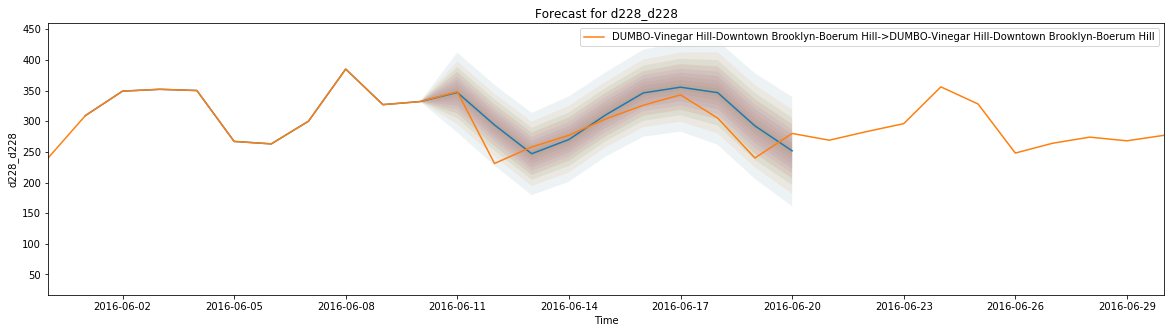 Forecast for d228_d228
DUMBO-Vinegar Hill-Downtown Brooklyn-Boerum Hill->DUMBO-Vinegar Hill-Downtown Brooklyn-Boerum Hill
450
400
350
300
250
200
150
100
50
d228_d228
2016-06-02 2016-06-05 2016-06-08 2016-06-11 2016-06-14 2016-06-17 2016-06-20 2016-06-23 2016-06-26 2016-06-29
Time